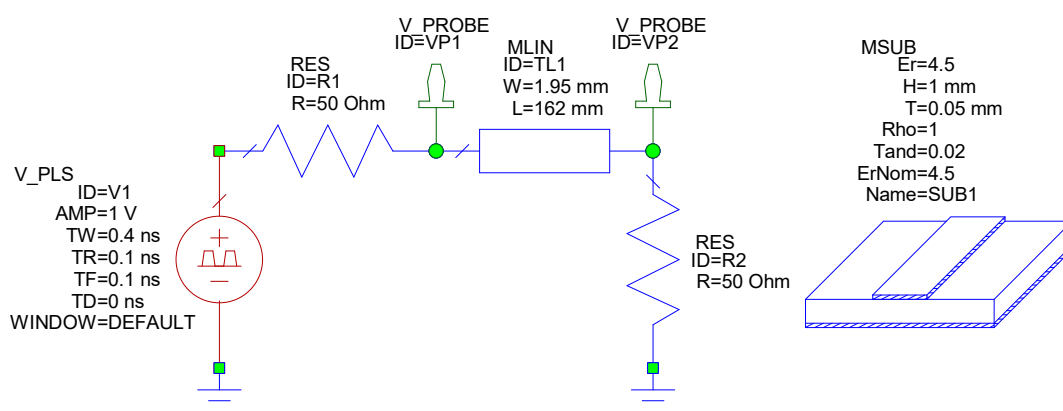 V_PLS
ID=V1
AMP=1 V
TW=0.4 ns
TR=0.1 ns
TF=0.1 ns
TD=0 ns
WINDOW=DEFAULT
RES
ID=R1
R=50 Ohm
V_PROBE
ID=VP1
MLIN
ID=TL1
W=1.95 mm
L=162 mm
V_PROBE
ID=VP2
RES
ID=R2
R=50 Ohm
MSUB
Er=4.5
H=1 mm
T=0.05 mm
Rho=1
Tand=0.02
ErNom=4.5
Name=SUB1